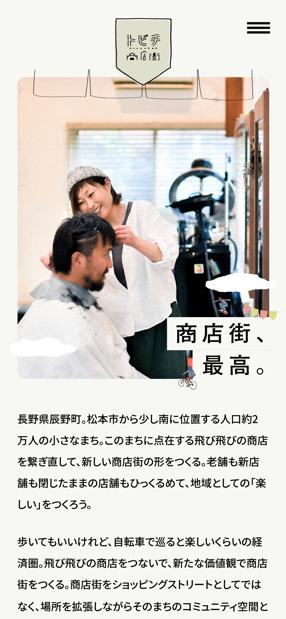 トビチ
商店街
商店街、
最高。
長野県辰野町。松本市から少し南に位置する人口約2
万人の小さなまち。このまちに点在する飛び飛びの商店
を繋ぎ直して、新しい商店街の形をつくる。老舗も新店
舗も閉じたままの店舗もひっくるめて、地域としての「楽
しい」をつくろう。
歩いてもいいけれど、自転車で巡ると楽しいくらいの経
済圏。飛び飛びの商店をつないで、新たな価値観で商店
街をつくる。商店街をショッピングストリートとしてでは
なく、場所を拡張しながらそのまちのコミュニティ空間と